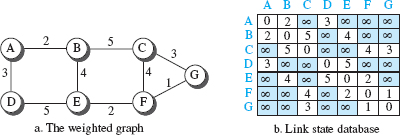 A B C D E F G
2 5
A B C
3 4 4 3
G
1
D E F
5 2
a. The weighted graph
A 0 2 ∞ 3 ∞ ∞ ∞
B 2 0 5 ∞ 4 ∞ ∞
C ∞ 5 0 ∞ ∞ 4 3
D 3 ∞ ∞ 0 5 ∞ ∞
E ∞ 4 ∞ 5 0 2 ∞
F ∞ ∞ 4 ∞ 2 0 1
G ∞ ∞ 3 ∞ ∞ 1 0
b. Link state database